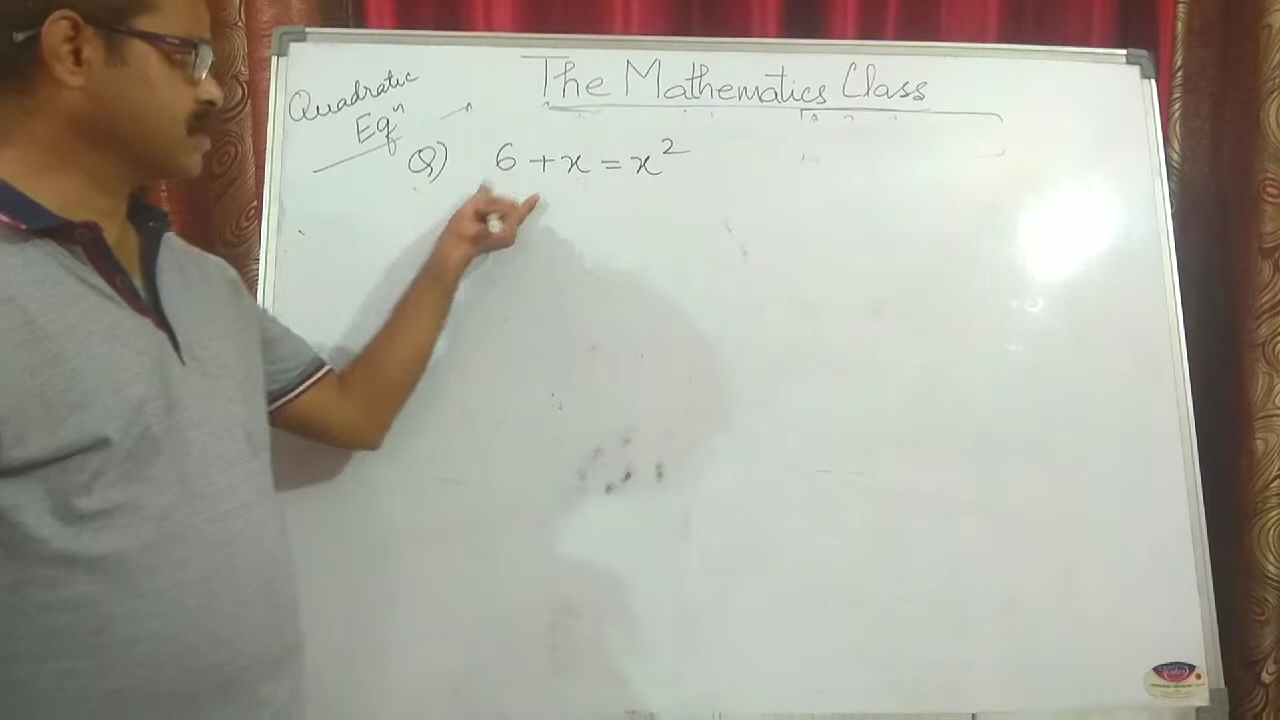 The Mathematics Class
Quadratic
Eqⁿ
Q) 6 + x = x²